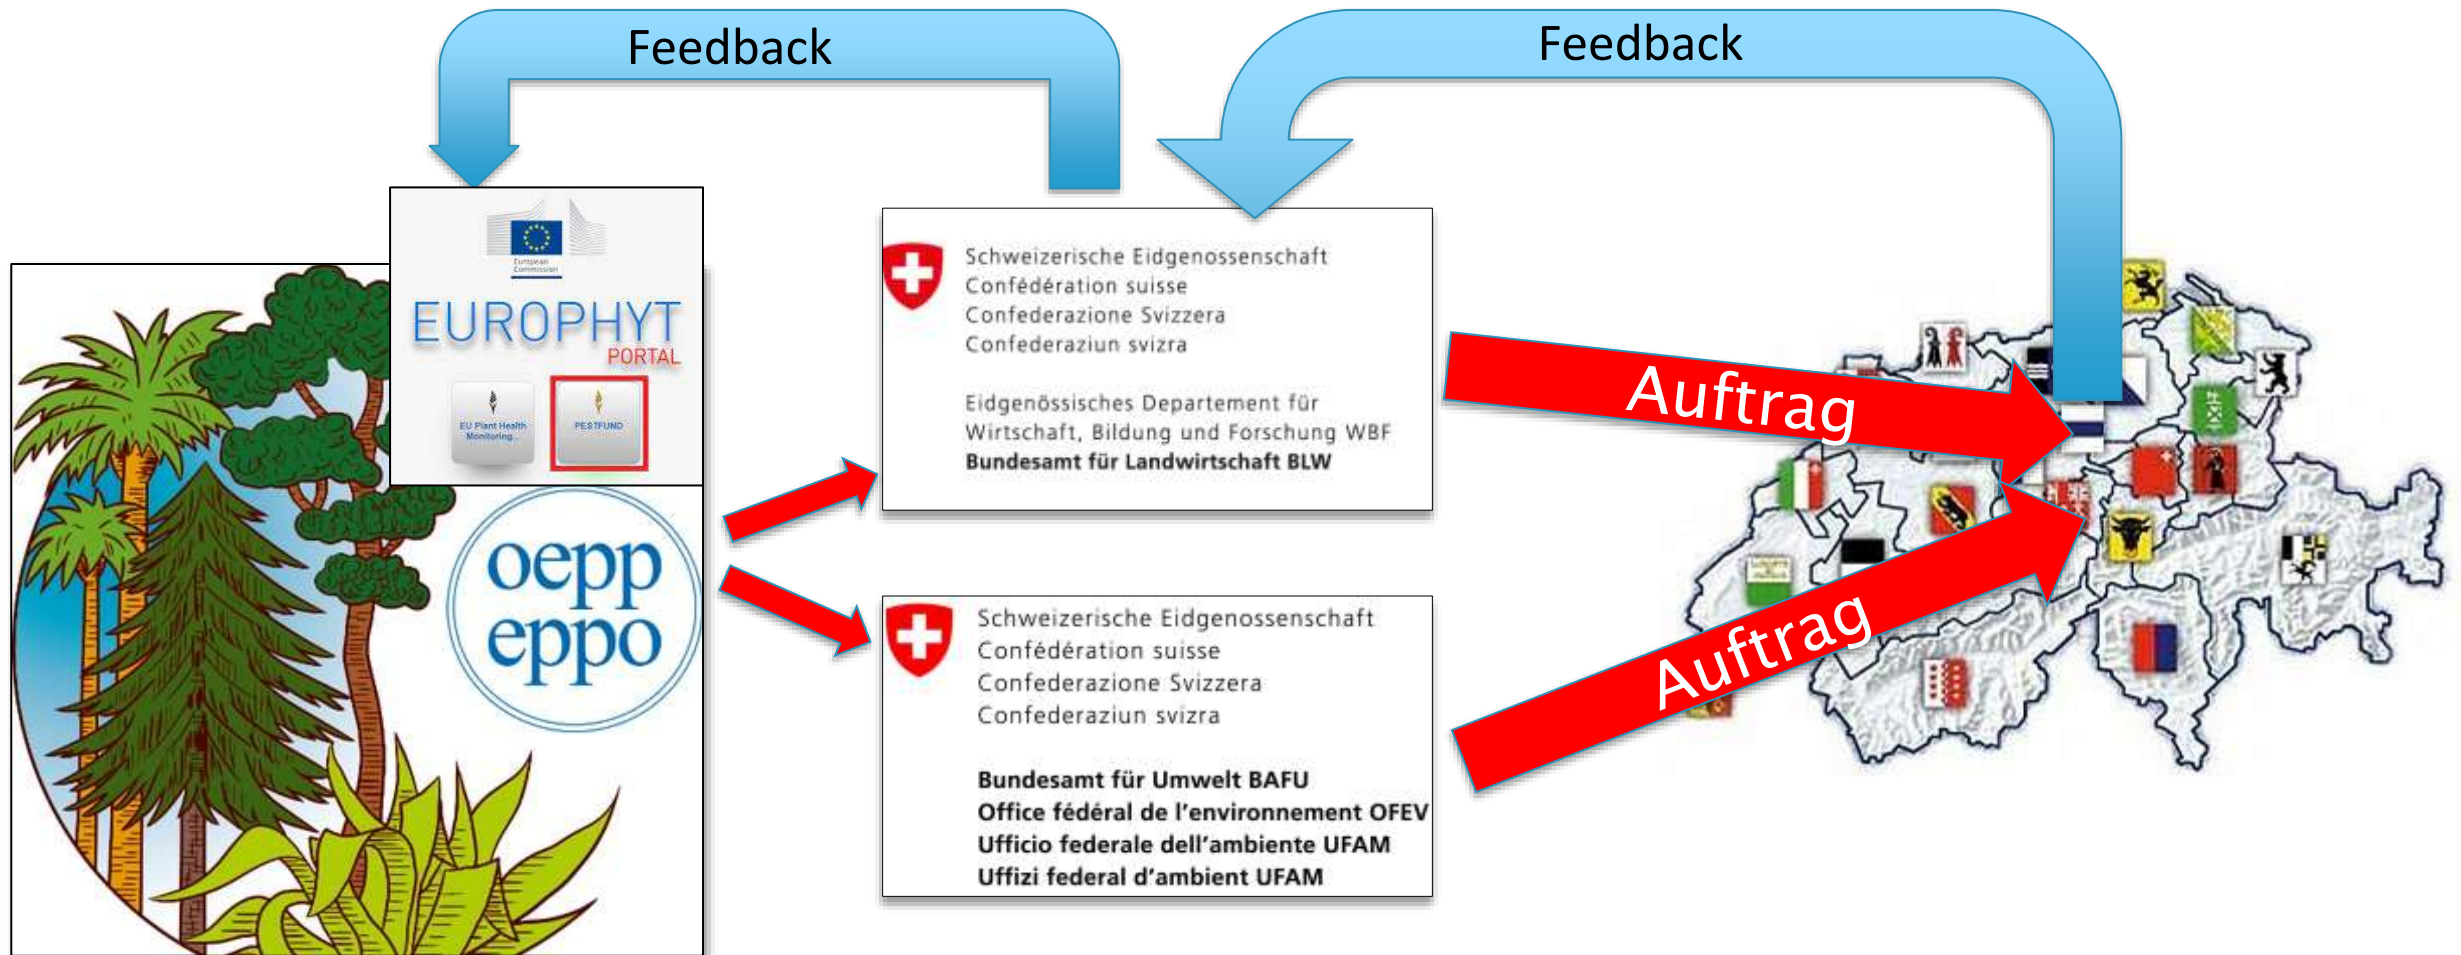 Feedback
Feedback
European
Commission
EUROPHYT
PORTAL
EU Plant Health
Monitoring..
PESTFUND
oepp
eppo
Schweizerische Eidgenossenschaft
Confédération suisse
Confederazione Svizzera
Confederaziun svizra
Eidgenössisches Departement für
Wirtschaft, Bildung und Forschung WBF
Bundesamt für Landwirtschaft BLW
Schweizerische Eidgenossenschaft
Confédération suisse
Confederazione Svizzera
Confederaziun svizra
Bundesamt für Umwelt BAFU
Office fédéral de l'environnement OFEV
Ufficio federale dell'ambiente UFAM
Uffizi federal d'ambient UFAM
Auftrag
Auftrag